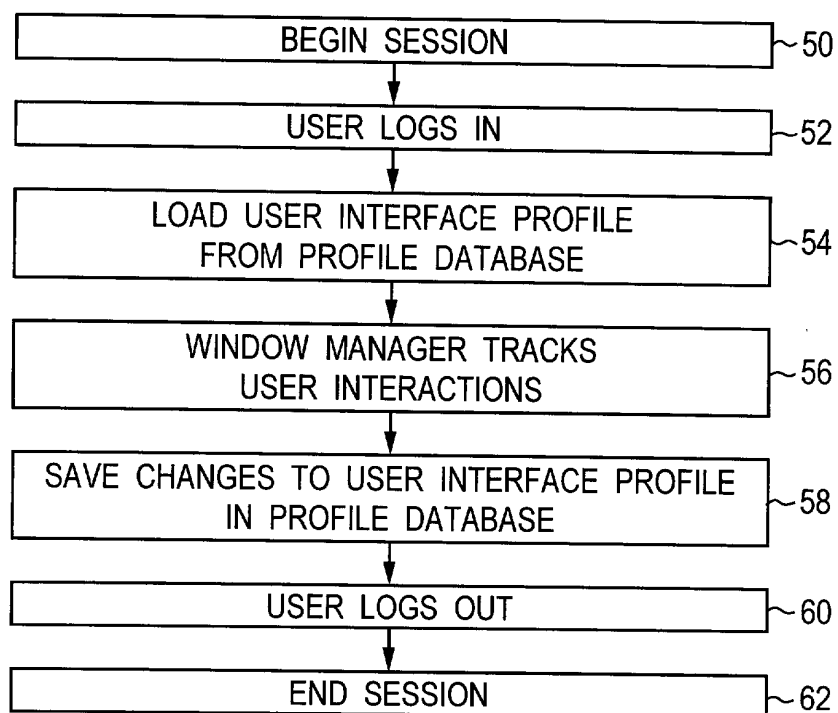 BEGIN SESSION
50
USER LOGS IN
52
LOAD USER INTERFACE PROFILE
FROM PROFILE DATABASE
54
WINDOW MANAGER TRACKS
USER INTERACTIONS
56
SAVE CHANGES TO USER INTERFACE PROFILE
IN PROFILE DATABASE
58
USER LOGS OUT
60
END SESSION
62